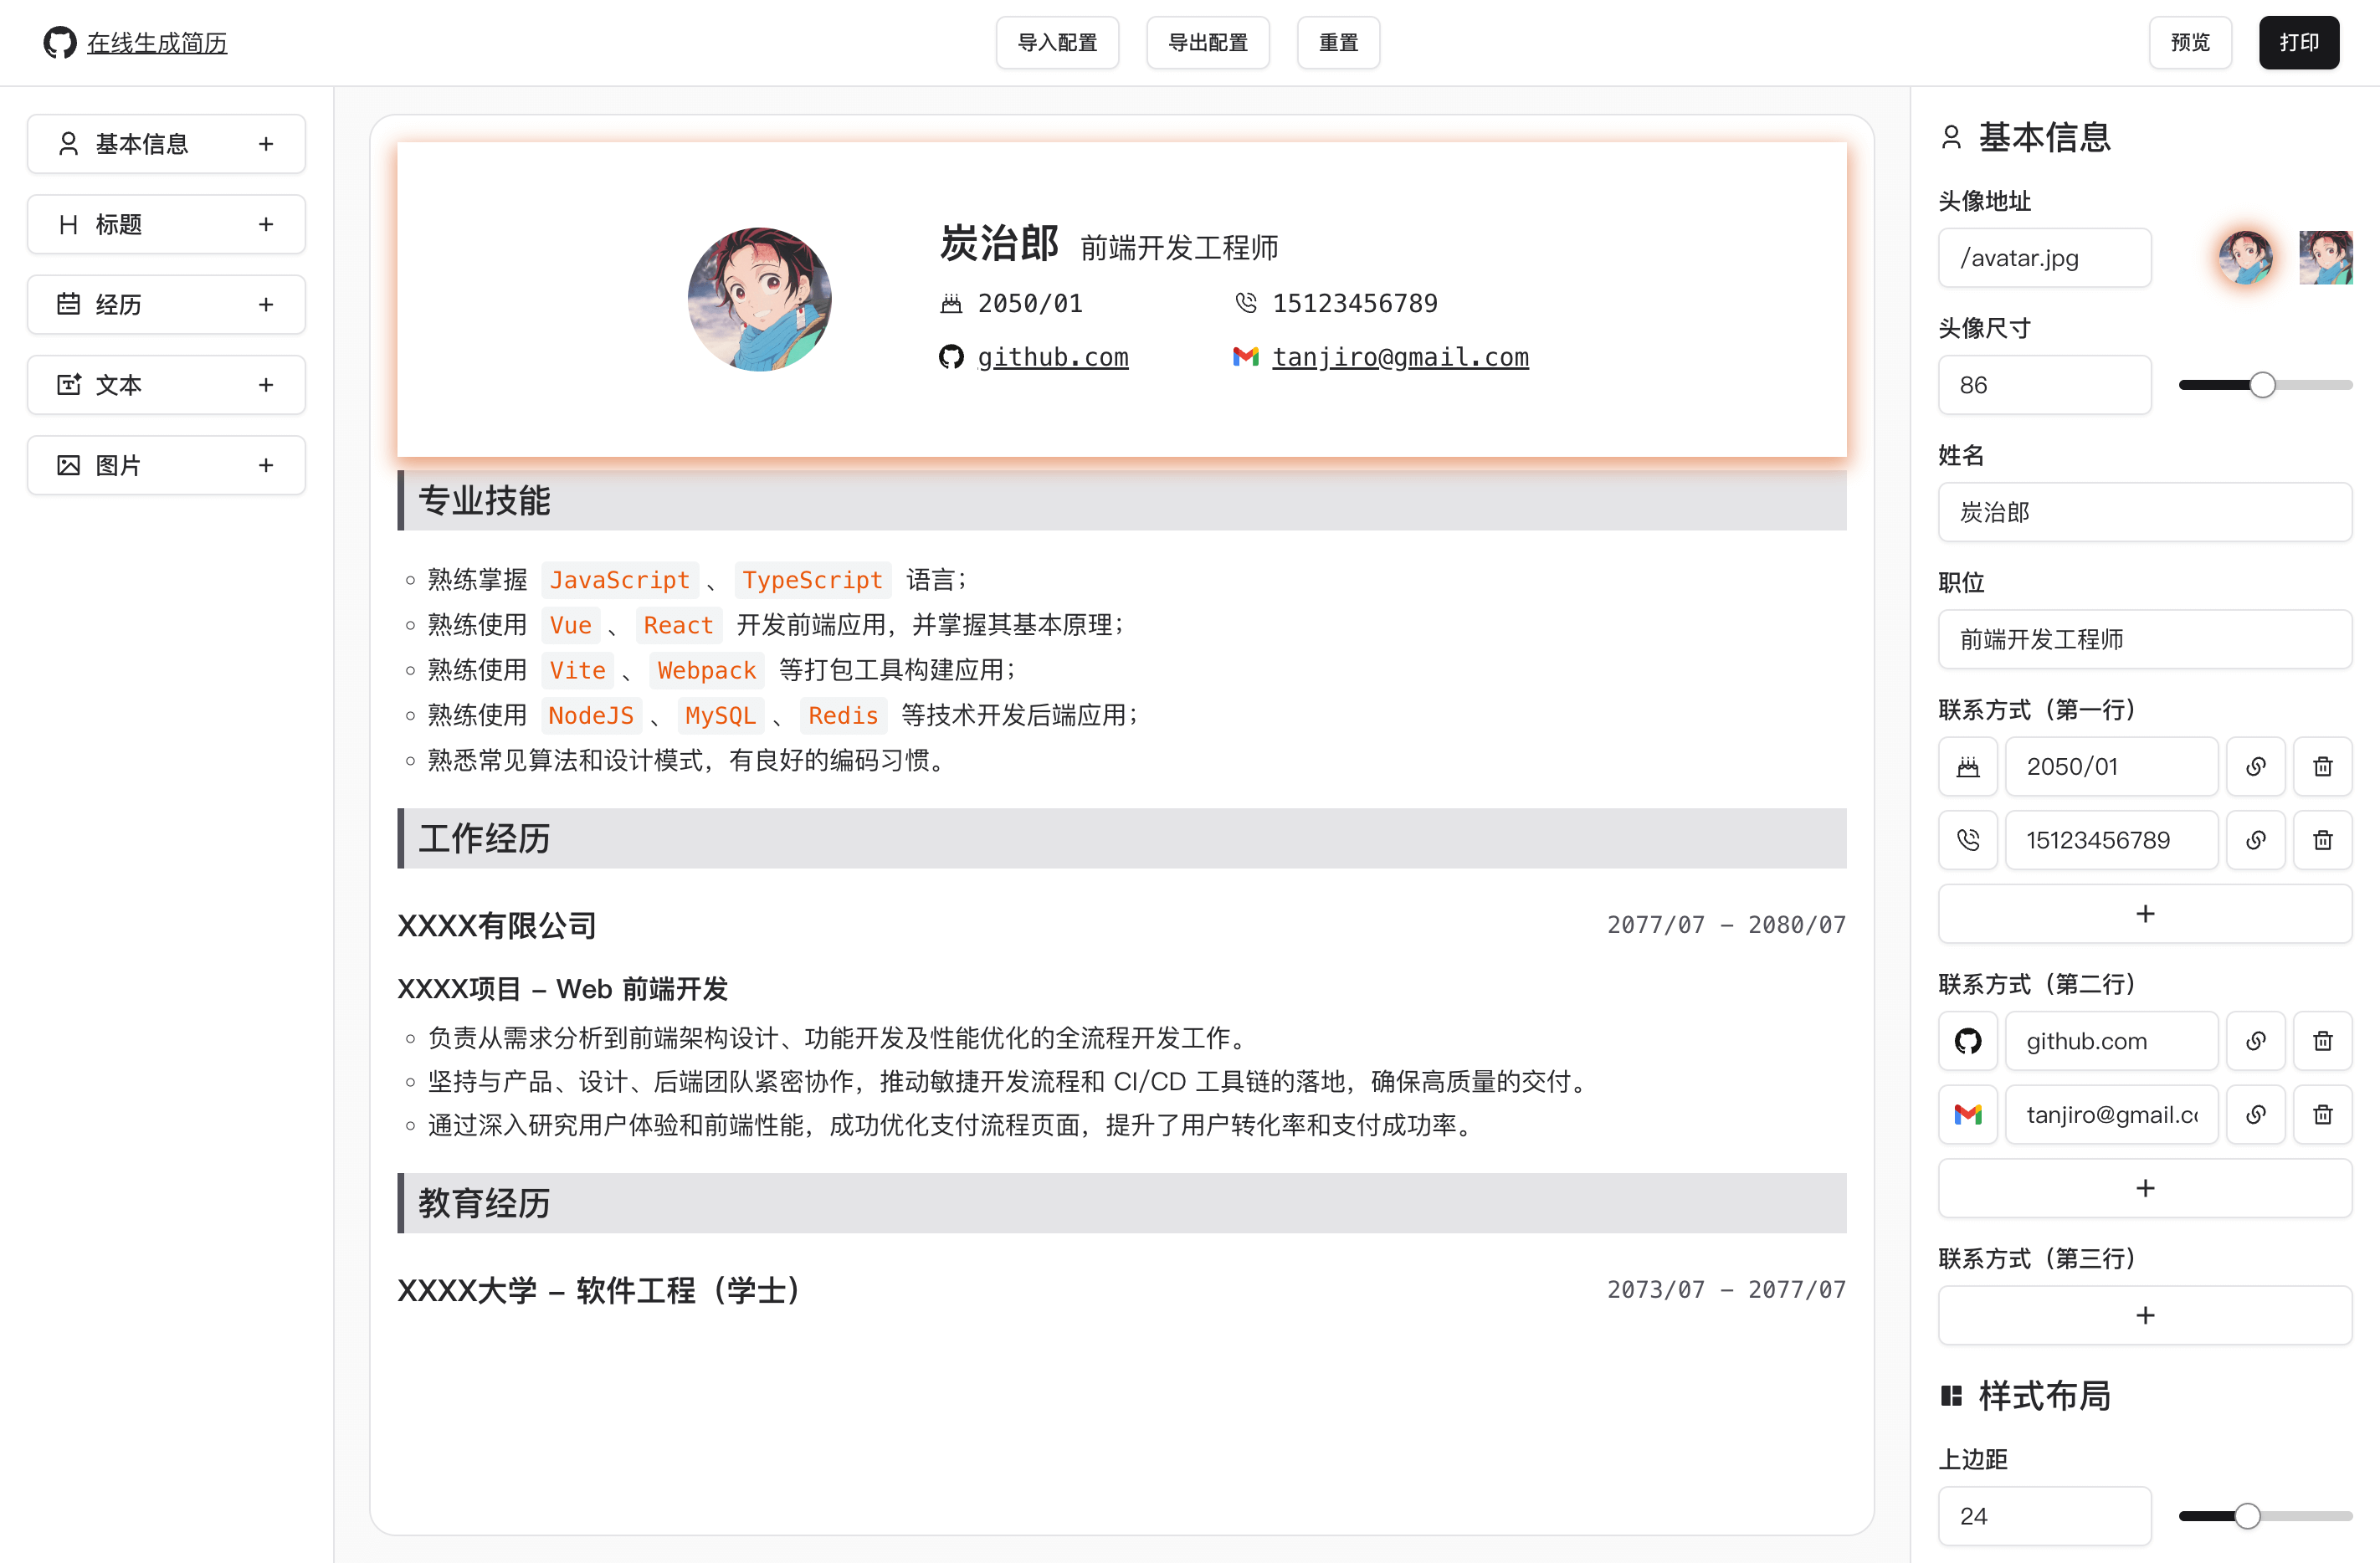 在线生成简历
导入配置
导出配置
重置
预览
打印
基本信息
标题
经历
文本
图片
炭治郎 前端开发工程师
2050/01 15123456789
github.com tanjiro@gmail.com
专业技能
熟练掌握 JavaScript 、 TypeScript 语言；
熟练使用 Vue 、 React 开发前端应用，并掌握其基本原理；
熟练使用 Vite 、 Webpack 等打包工具构建应用；
熟练使用 NodeJS 、 MySQL 、 Redis 等技术开发后端应用；
熟悉常见算法和设计模式，有良好的编码习惯。
工作经历
XXXX有限公司 2077/07 – 2080/07
XXXX项目 – Web 前端开发
负责从需求分析到前端架构设计、功能开发及性能优化的全流程开发工作。
坚持与产品、设计、后端团队紧密协作，推动敏捷开发流程和 CI/CD 工具链的落地，确保高质量的交付。
通过深入研究用户体验和前端性能，成功优化支付流程页面，提升了用户转化率和支付成功率。
教育经历
XXXX大学 – 软件工程（学士） 2073/07 – 2077/07
基本信息
头像地址
/avatar.jpg
头像尺寸
86
姓名
炭治郎
职位
前端开发工程师
联系方式（第一行）
2050/01
15123456789
联系方式（第二行）
github.com
tanjiro@gmail.co
联系方式（第三行）
样式布局
上边距
24